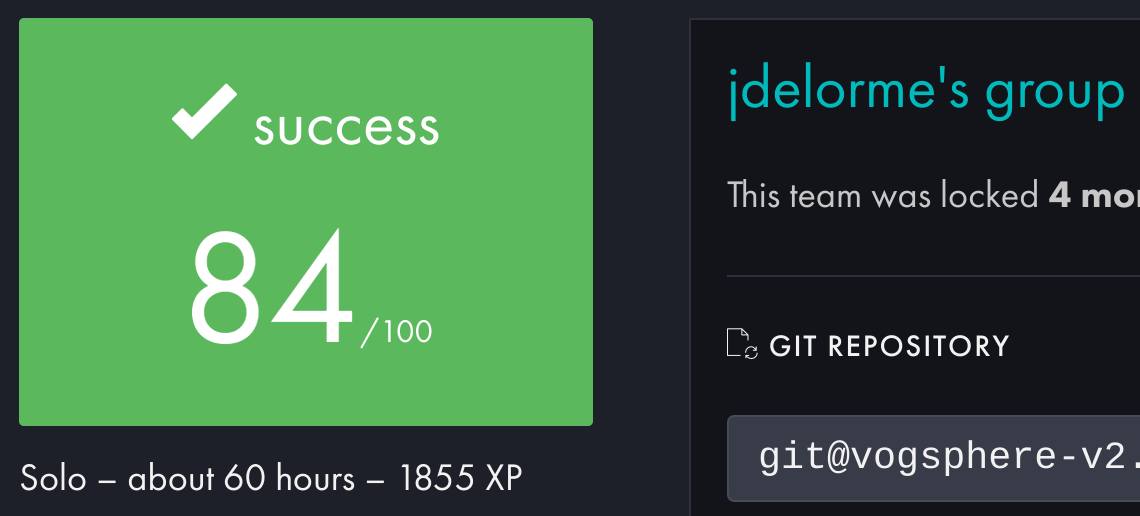 success
84/100
Solo – about 60 hours – 1855 XP
jdelorme's group
This team was locked 4
GIT REPOSITORY
git@vogsphere-v2.